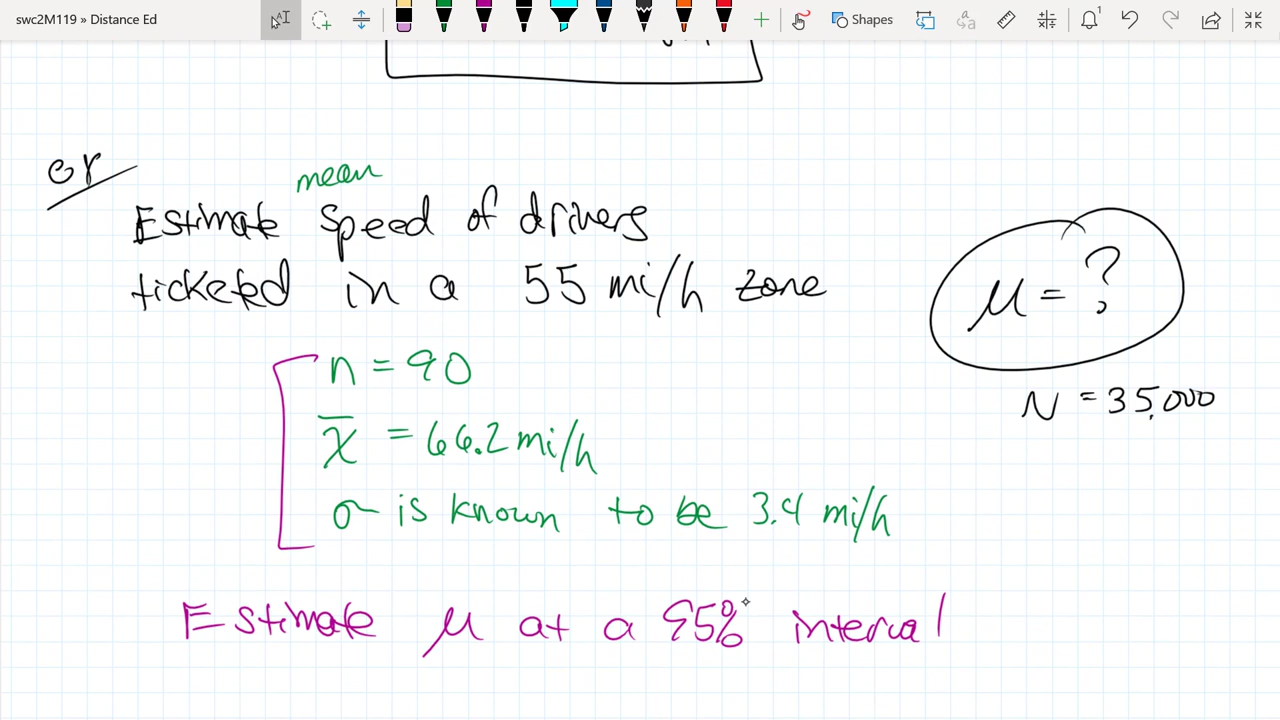 swc2M119 » Distance Ed
Shapes
ex
mean
Estimate speed of drivers
ticketed in a 55 mi/h zone
μ = ?
N = 35,000
n = 90
x̄ = 66.2 mi/h
σ is known to be 3.4 mi/h
Estimate μ at a 95% interval